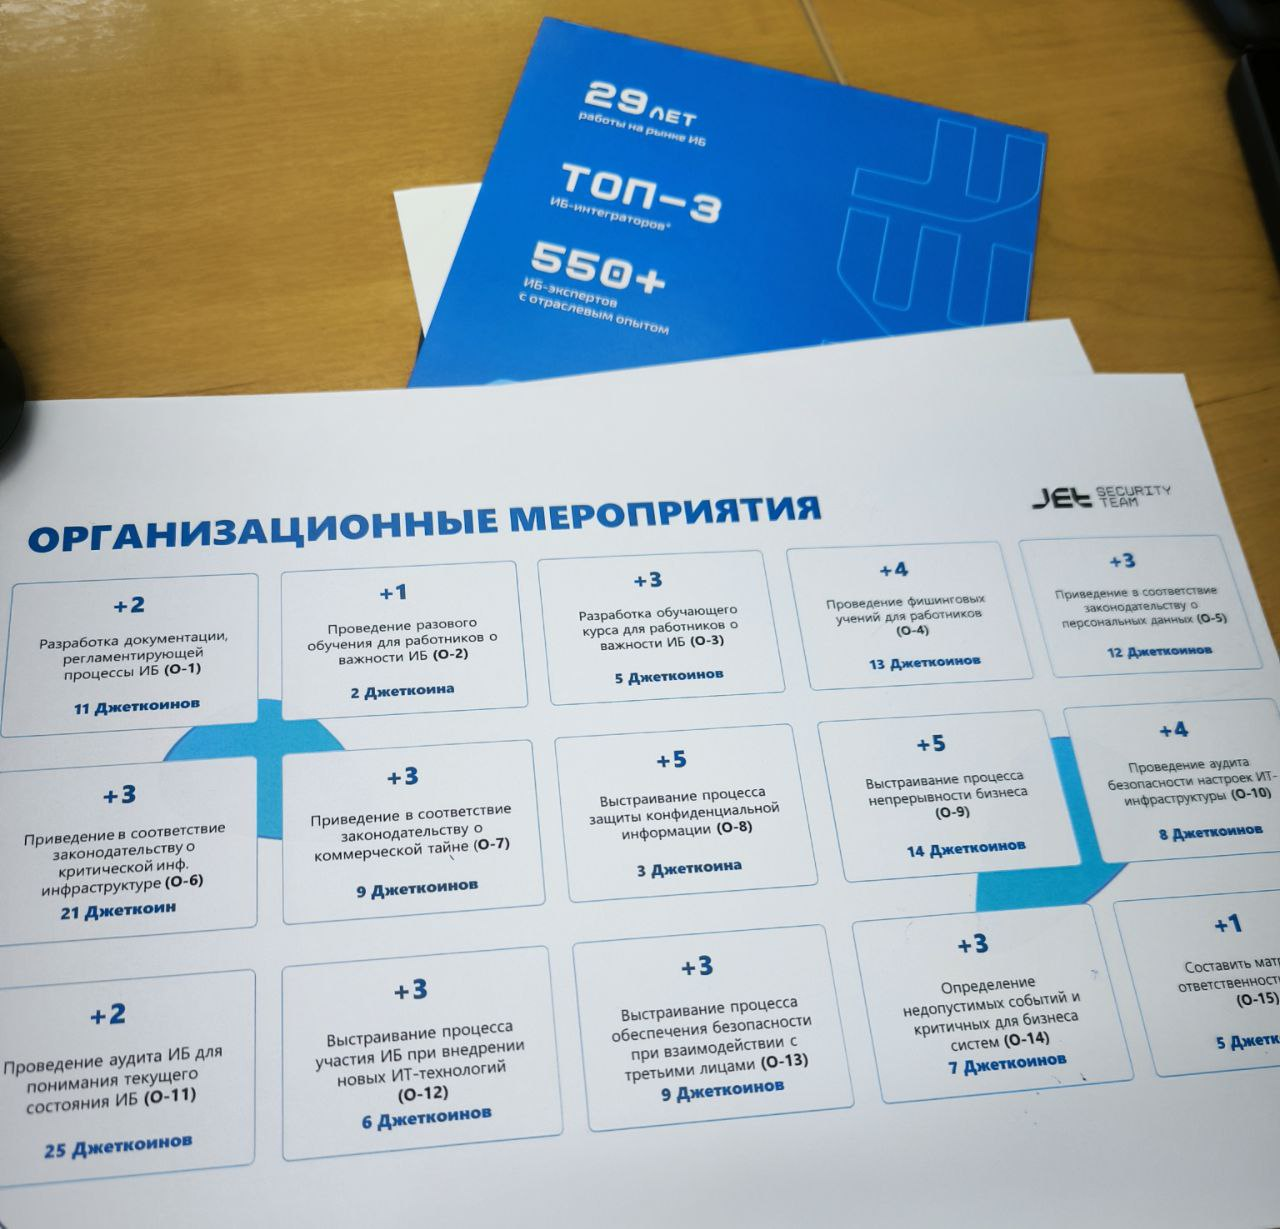 29 ЛЕТ
работы на рынке ИБ
ТОП-3
ИБ-интеграторов*
550+
ИБ-экспертов
с отраслевым опытом
ОРГАНИЗАЦИОННЫЕ МЕРОПРИЯТИЯ
JET SECURITY
TEAM
+2
Разработка документации,
регламентирующей
процессы ИБ (О-1)
11 Джеткоинов
+1
Проведение разового
обучения для работников о
важности ИБ (О-2)
2 Джеткоина
+3
Разработка обучающего
курса для работников о
важности ИБ (О-3)
5 Джеткоинов
+4
Проведение фишинговых
учений для работников
(О-4)
13 Джеткоинов
+3
Приведение в соответствие
законодательству о
персональных данных (О-5)
12 Джеткоинов
+3
Приведение в соответствие
законодательству о
критической инф.
инфраструктуре (О-6)
21 Джеткоин
+3
Приведение в соответствие
законодательству о
коммерческой тайне (О-7)
9 Джеткоинов
+5
Выстраивание процесса
защиты конфиденциальной
информации (О-8)
3 Джеткоина
+5
Выстраивание процесса
непрерывности бизнеса
(О-9)
14 Джеткоинов
+4
Проведение аудита
безопасности настроек ИТ-
инфраструктуры (О-10)
8 Джеткоинов
+2
Проведение аудита ИБ для
понимания текущего
состояния ИБ (О-11)
25 Джеткоинов
+3
Выстраивание процесса
участия ИБ при внедрении
новых ИТ-технологий
(О-12)
6 Джеткоинов
+3
Выстраивание процесса
обеспечения безопасности
при взаимодействии с
третьими лицами (О-13)
9 Джеткоинов
+3
Определение
недопустимых событий и
критичных для бизнеса
систем (О-14)
7 Джеткоинов
+1
Составить
(О-15)
5